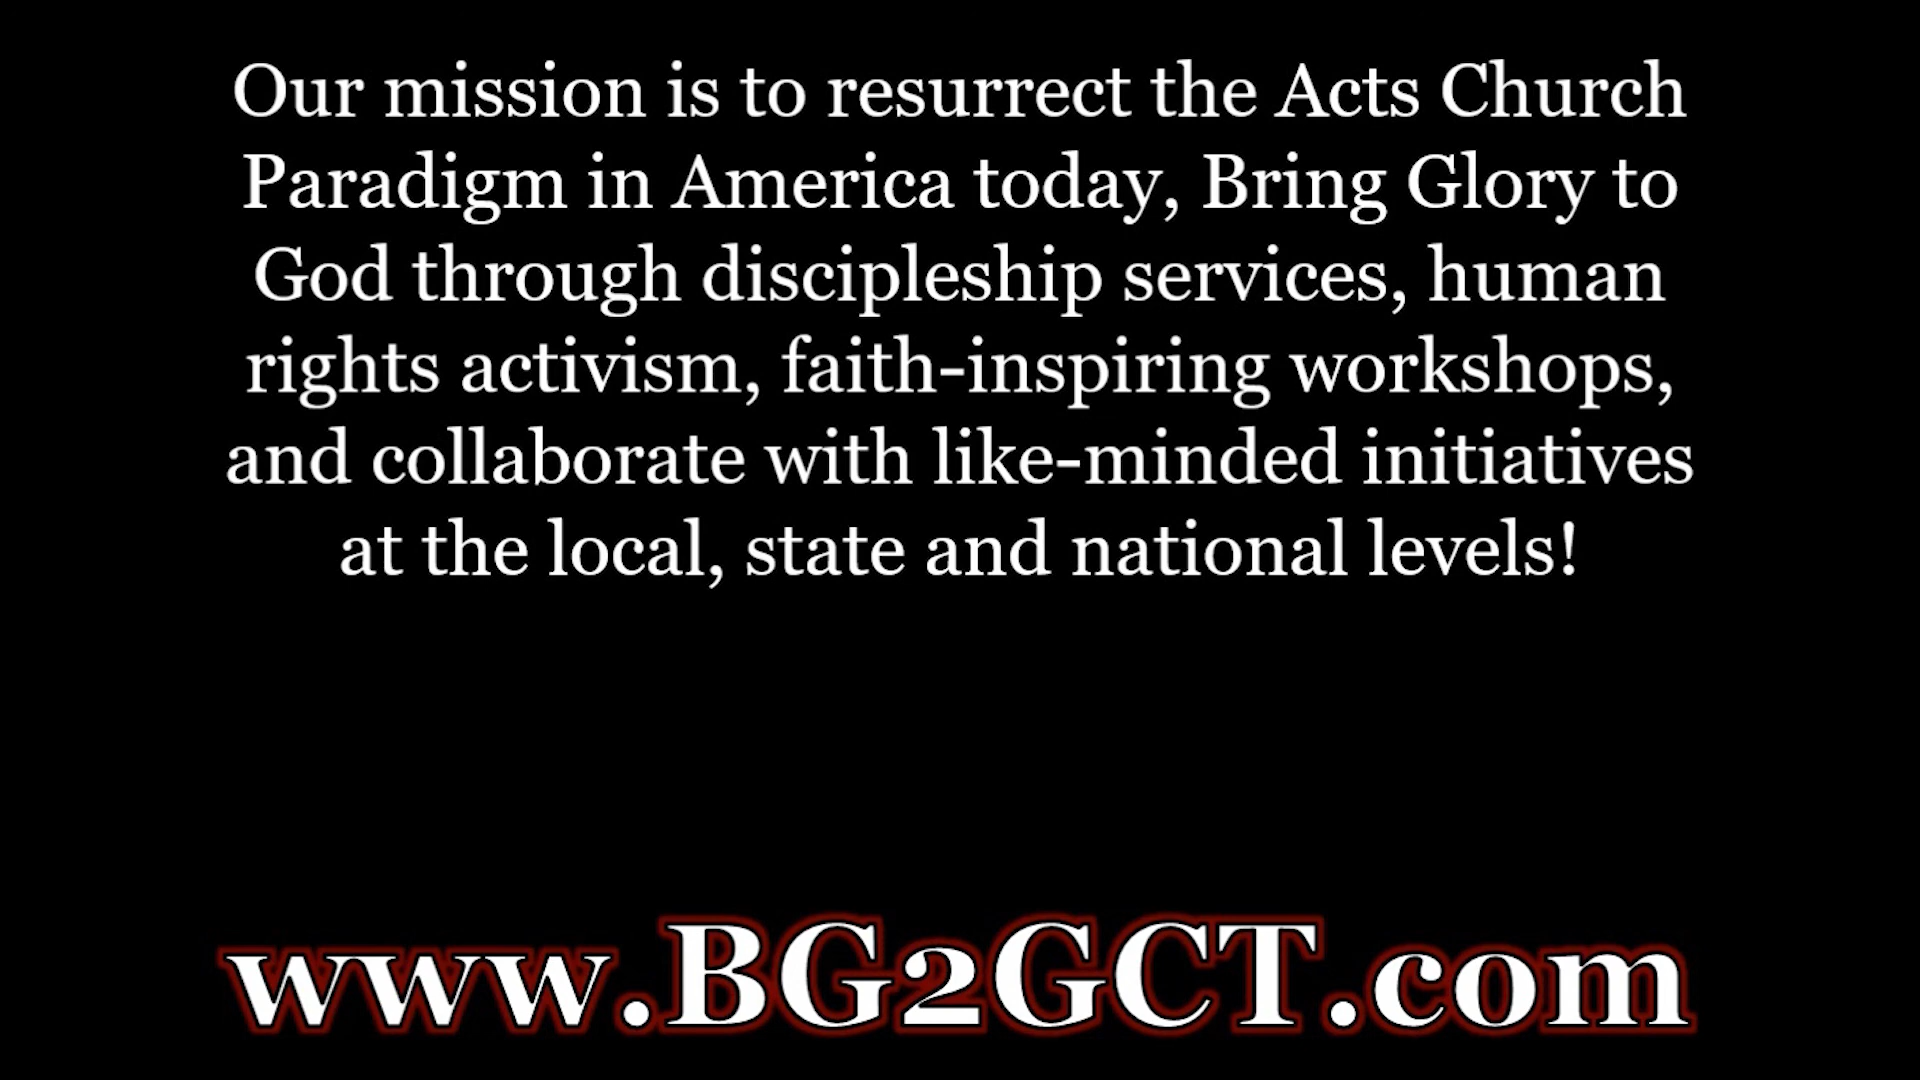 Our mission is to resurrect the Acts Church
Paradigm in America today, Bring Glory to
God through discipleship services, human
rights activism, faith-inspiring workshops,
and collaborate with like-minded initiatives
at the local, state and national levels!
www.BG2GCT.com